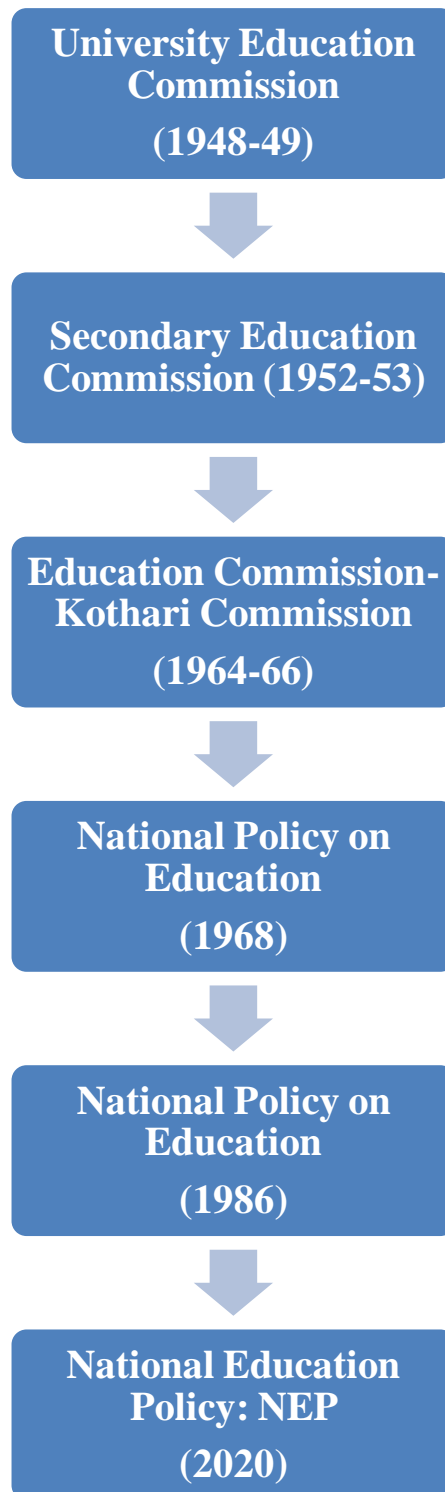 University Education
Commission
(1948-49)
Secondary Education
Commission (1952-53)
Education Commission-
Kothari Commission
(1964-66)
National Policy on
Education
(1968)
National Policy on
Education
(1986)
National Education
Policy: NEP
(2020)